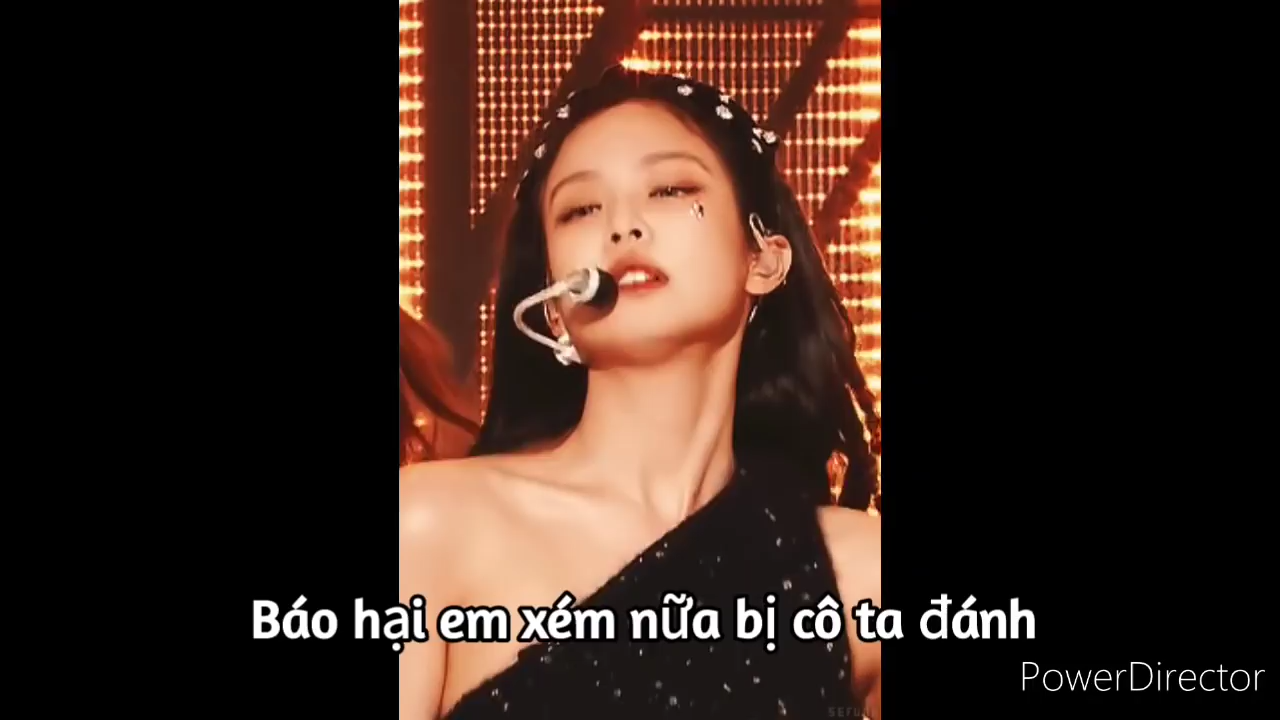 Báo hại em xém nữa bị cô ta đánh
PowerDirector